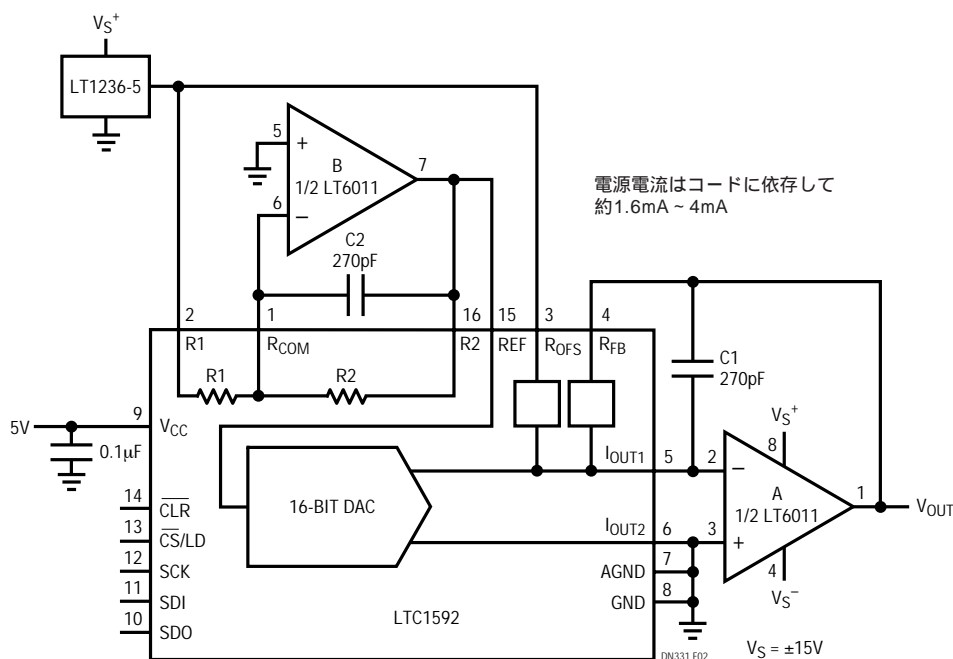 VS+
LT1236-5
5
+
B
7
1/2 LT6011
6
−
電源電流はコードに依存して
約1.6mA ~ 4mA
C2
270pF
2
1
16
15
3
4
R1
RCOM
R2
REF
ROFS
RFB
C1
270pF
R1
R2
5V
9
VCC
0.1µF
IOUT1
5
2
−
VS+
8
A
1/2 LT6011
1
VOUT
16-BIT DAC
IOUT2
6
3
+
4
VS−
14
CLR
13
CS/LD
12
SCK
11
SDI
10
SDO
AGND
7
GND
8
LTC1592
DN331 F02
VS = ±15V